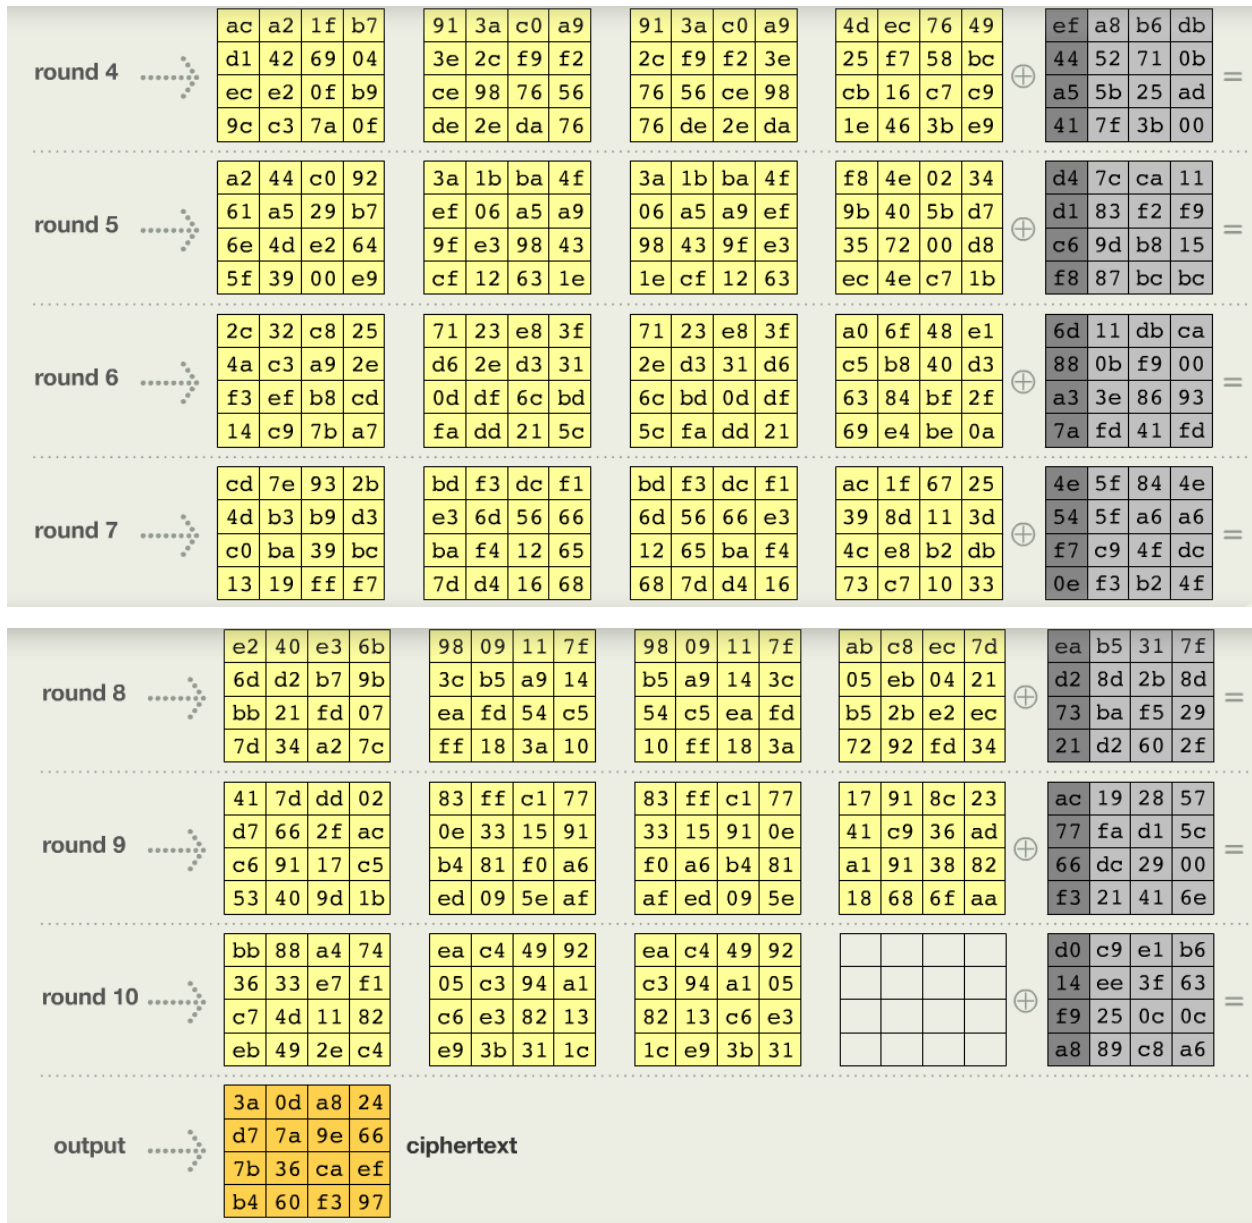 ac a2 1f b7 91 3a c0 a9 91 3a c0 a9 4d ec 76 49 ef a8 b6 db
d1 42 69 04 3e 2c f9 f2 2c f9 f2 3e 25 f7 58 bc 44 52 71 0b
round 4 ⊕ =
ec e2 0f b9 ce 98 76 56 76 56 ce 98 cb 16 c7 c9 a5 5b 25 ad
9c c3 7a 0f de 2e da 76 76 de 2e da 1e 46 3b e9 41 7f 3b 00
a2 44 c0 92 3a 1b ba 4f 3a 1b ba 4f f8 4e 02 34 d4 7c ca 11
61 a5 29 b7 ef 06 a5 a9 06 a5 a9 ef 9b 40 5b d7 d1 83 f2 f9
round 5 ⊕ =
6e 4d e2 64 9f e3 98 43 98 43 9f e3 35 72 00 d8 c6 9d b8 15
5f 39 00 e9 cf 12 63 1e 1e cf 12 63 ec 4e c7 1b f8 87 bc bc
2c 32 c8 25 71 23 e8 3f 71 23 e8 3f a0 6f 48 e1 6d 11 db ca
4a c3 a9 2e d6 2e d3 31 2e d3 31 d6 c5 b8 40 d3 88 0b f9 00
round 6 ⊕ =
f3 ef b8 cd 0d df 6c bd 6c bd 0d df 63 84 bf 2f a3 3e 86 93
14 c9 7b a7 fa dd 21 5c 5c fa dd 21 69 e4 be 0a 7a fd 41 fd
cd 7e 93 2b bd f3 dc f1 bd f3 dc f1 ac 1f 67 25 4e 5f 84 4e
4d b3 b9 d3 e3 6d 56 66 6d 56 66 e3 39 8d 11 3d 54 5f a6 a6
round 7 ⊕ =
c0 ba 39 bc ba f4 12 65 12 65 ba f4 4c e8 b2 db f7 c9 4f dc
13 19 ff f7 7d d4 16 68 68 7d d4 16 73 c7 10 33 0e f3 b2 4f
e2 40 e3 6b 98 09 11 7f 98 09 11 7f ab c8 ec 7d ea b5 31 7f
6d d2 b7 9b 3c b5 a9 14 b5 a9 14 3c 05 eb 04 21 d2 8d 2b 8d
round 8 ⊕ =
bb 21 fd 07 ea fd 54 c5 54 c5 ea fd b5 2b e2 ec 73 ba f5 29
7d 34 a2 7c ff 18 3a 10 10 ff 18 3a 72 92 fd 34 21 d2 60 2f
41 7d dd 02 83 ff c1 77 83 ff c1 77 17 91 8c 23 ac 19 28 57
d7 66 2f ac 0e 33 15 91 33 15 91 0e 41 c9 36 ad 77 fa d1 5c
round 9 ⊕ =
c6 91 17 c5 b4 81 f0 a6 f0 a6 b4 81 a1 91 38 82 66 dc 29 00
53 40 9d 1b ed 09 5e af af ed 09 5e 18 68 6f aa f3 21 41 6e
bb 88 a4 74 ea c4 49 92 ea c4 49 92 d0 c9 e1 b6
36 33 e7 f1 05 c3 94 a1 c3 94 a1 05 14 ee 3f 63
round 10 ⊕ =
c7 4d 11 82 c6 e3 82 13 82 13 c6 e3 f9 25 0c 0c
eb 49 2e c4 e9 3b 31 1c 1c e9 3b 31 a8 89 c8 a6
3a 0d a8 24
d7 7a 9e 66
output ciphertext
7b 36 ca ef
b4 60 f3 97